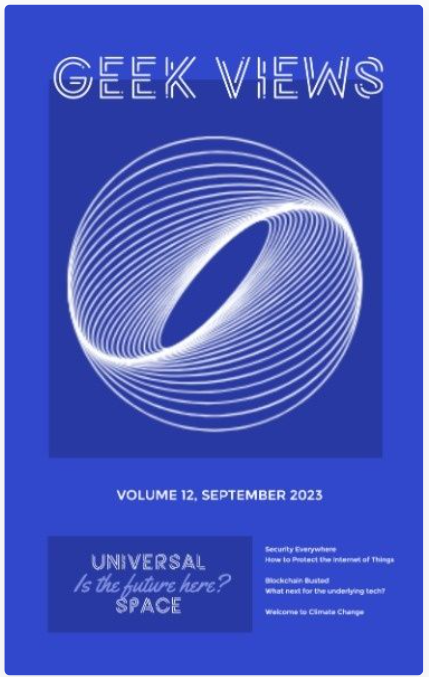 GEEK VIEWS
VOLUME 12, SEPTEMBER 2023
UNIVERSAL
Is the future here?
SPACE
Security Everywhere
How to Protect the Internet of Things
Blockchain Busted
What next for the underlying tech?
Welcome to Climate Change